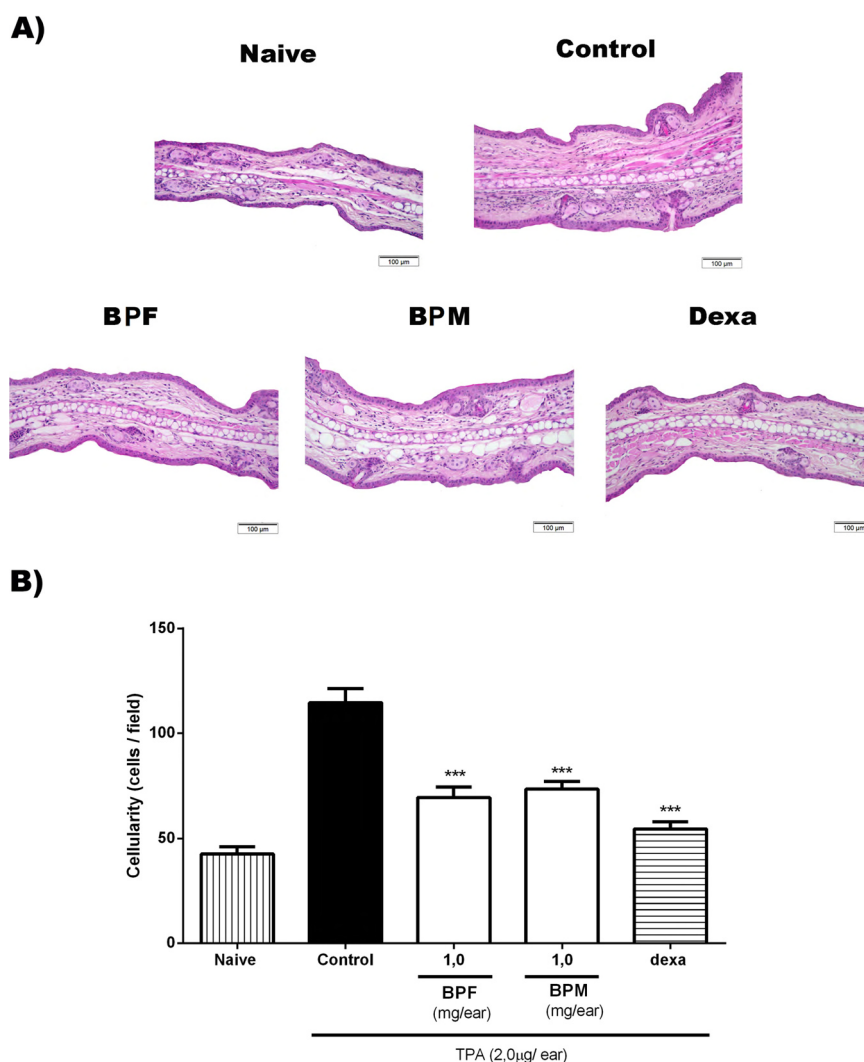 A)
Naive
Control
100 µm
100 µm
BPF
BPM
Dexa
100 µm
100 µm
100 µm
B)
Cellularity (cells / field)
150
100
50
0
***
***
***
Naive
Control
1,0
1,0
dexa
BPF
BPM
(mg/ear)
(mg/ear)
TPA (2,0µg/ ear)